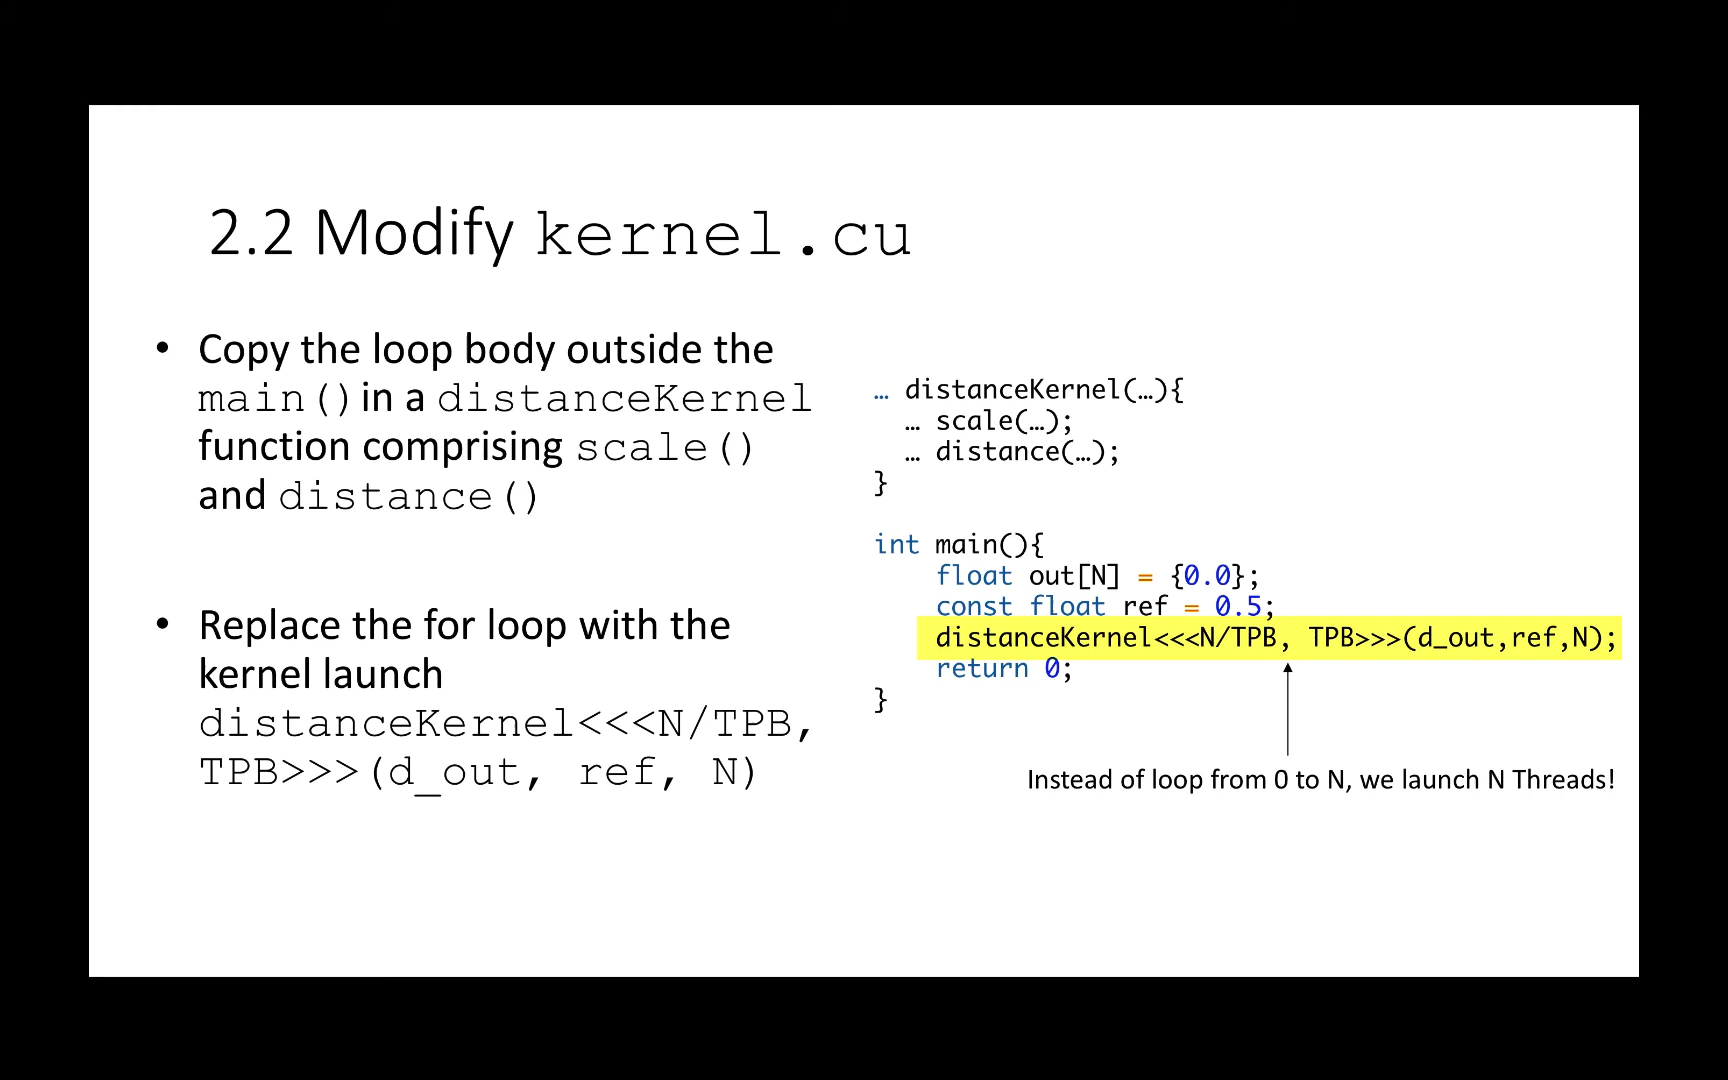 2.2 Modify kernel.cu
• Copy the loop body outside the
main() in a distanceKernel
function comprising scale()
and distance()
• Replace the for loop with the
kernel launch
distanceKernel<<<N/TPB,
TPB>>>(d_out, ref, N)
… distanceKernel(…){
… scale(…);
… distance(…);
}
int main(){
float out[N] = {0.0};
const float ref = 0.5;
distanceKernel<<<N/TPB, TPB>>>(d_out,ref,N);
return 0;
}
Instead of loop from 0 to N, we launch N Threads!